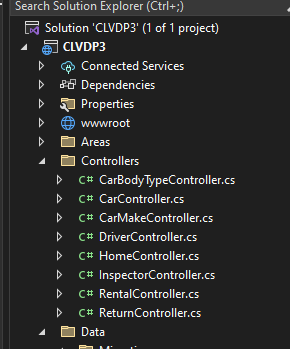 Search Solution Explorer (Ctrl+;)
Solution 'CLVDP3' (1 of 1 project)
CLVDP3
Connected Services
Dependencies
Properties
wwwroot
Areas
Controllers
C# CarBodyTypeController.cs
C# CarController.cs
C# CarMakeController.cs
C# DriverController.cs
C# HomeController.cs
C# InspectorController.cs
C# RentalController.cs
C# ReturnController.cs
Data